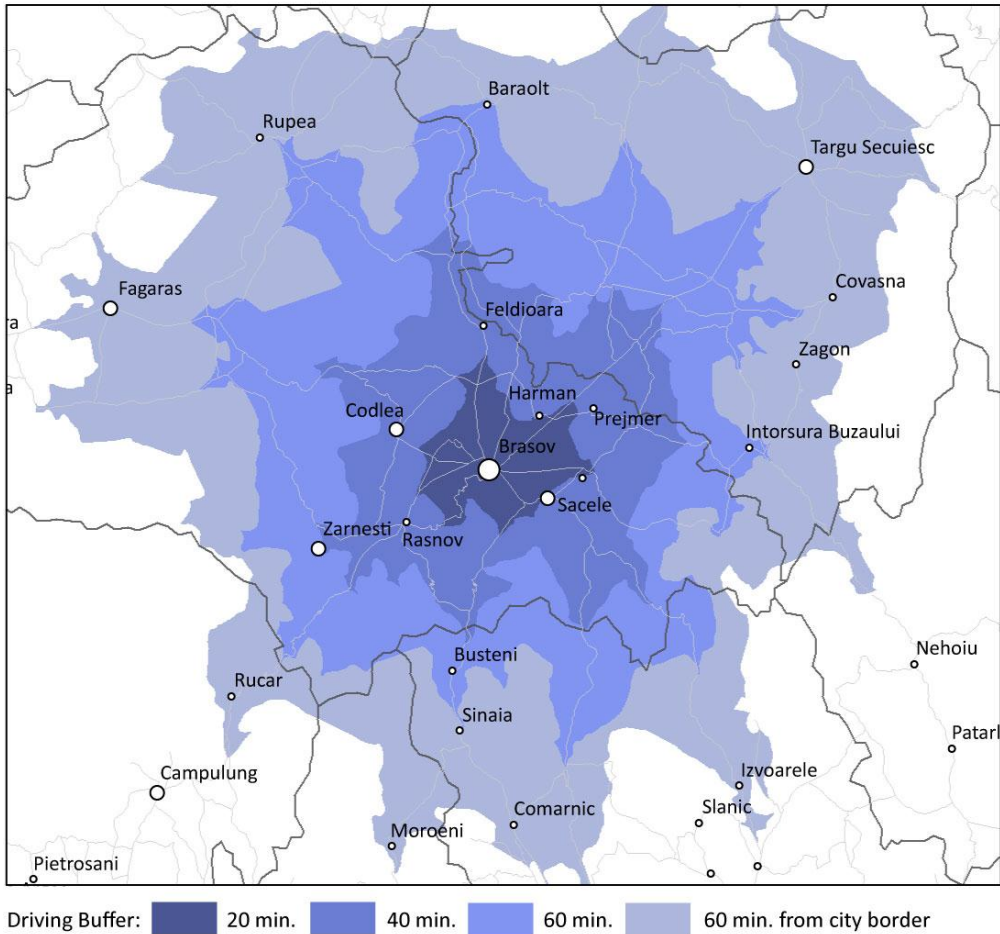 Baraolt
Rupea
Targu Secuiesc
Fagaras
Covasna
ra
Feldioara
Zagon
a
Harman
Codlea
Prejmer
Intorsura Buzaului
Brasov
Sacele
Zarnesti
Rasnov
Nehoiu
Busteni
Rucar
Sinaia
Patarl
Izvoarele
Campulung
Slanic
Comarnic
Moroeni
Pietrosani
Driving Buffer: 20 min. 40 min. 60 min. 60 min. from city border